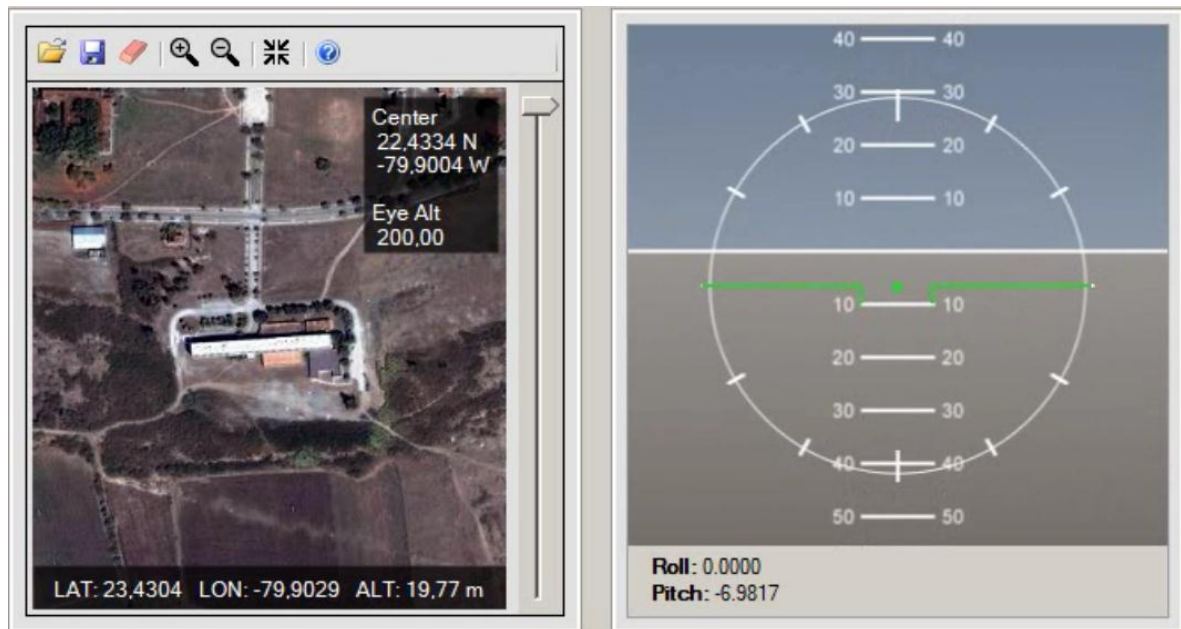 Center
22,4334 N
-79,9004 W
Eye Alt
200,00
LAT: 23,4304 LON: -79,9029 ALT: 19,77 m
40 40
30 30
20 20
10 10
10 10
20 20
30 30
40 40
50 50
Roll: 0.0000
Pitch: -6.9817